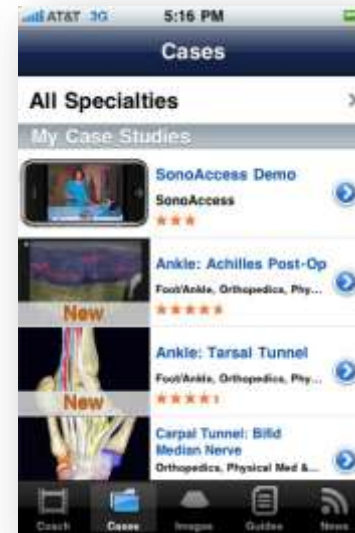 AT&T 3G 5:16 PM
Cases
All Specialties
My Case Studies
SonoAccess Demo
SonoAccess
Ankle: Achilles Post-Op
Foot/Ankle, Orthopedics, Phy...
New
Ankle: Tarsal Tunnel
Foot/Ankle, Orthopedics, Phy...
New
Carpal Tunnel: Bifid
Median Nerve
Orthopedics, Physical Med &...
Coach Cases Images Guides News